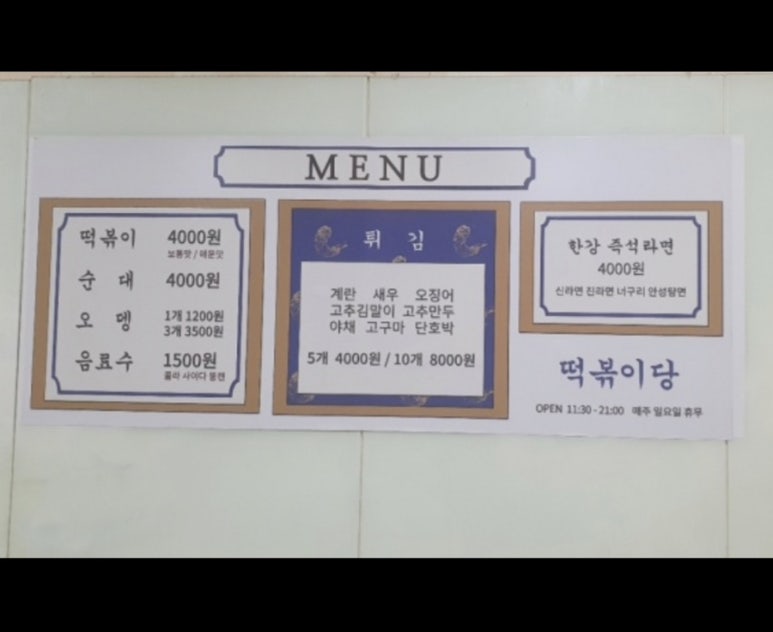 MENU
떡볶이 4000원
보통맛 / 매운맛
순대 4000원
오뎅 1개 1200원
3개 3500원
음료수 1500원
콜라 사이다 뚱캔
튀김
계란 새우 오징어
고추김말이 고추만두
야채 고구마 단호박
5개 4000원 / 10개 8000원
한강 즉석라면
4000원
신라면 진라면 너구리 안성탕면
떡볶이당
OPEN 11:30 - 21:00 매주 일요일 휴무